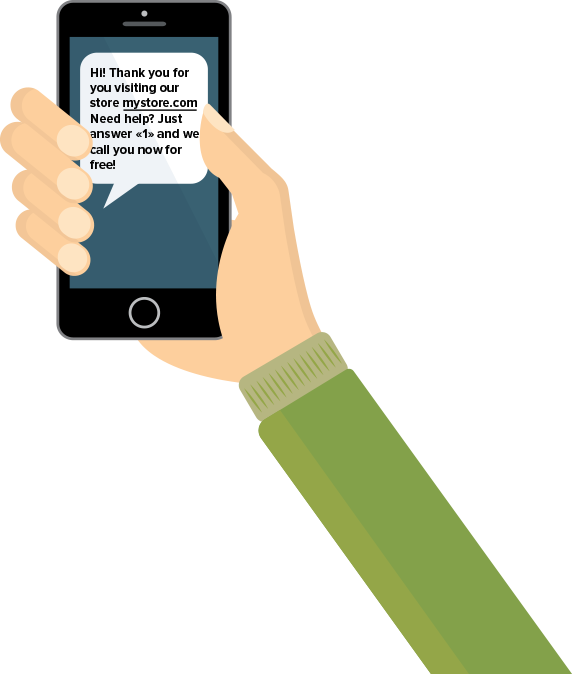 Hi! Thank you for
you visiting our
store mystore.com
Need help? Just
answer «1» and we
call you now for
free!